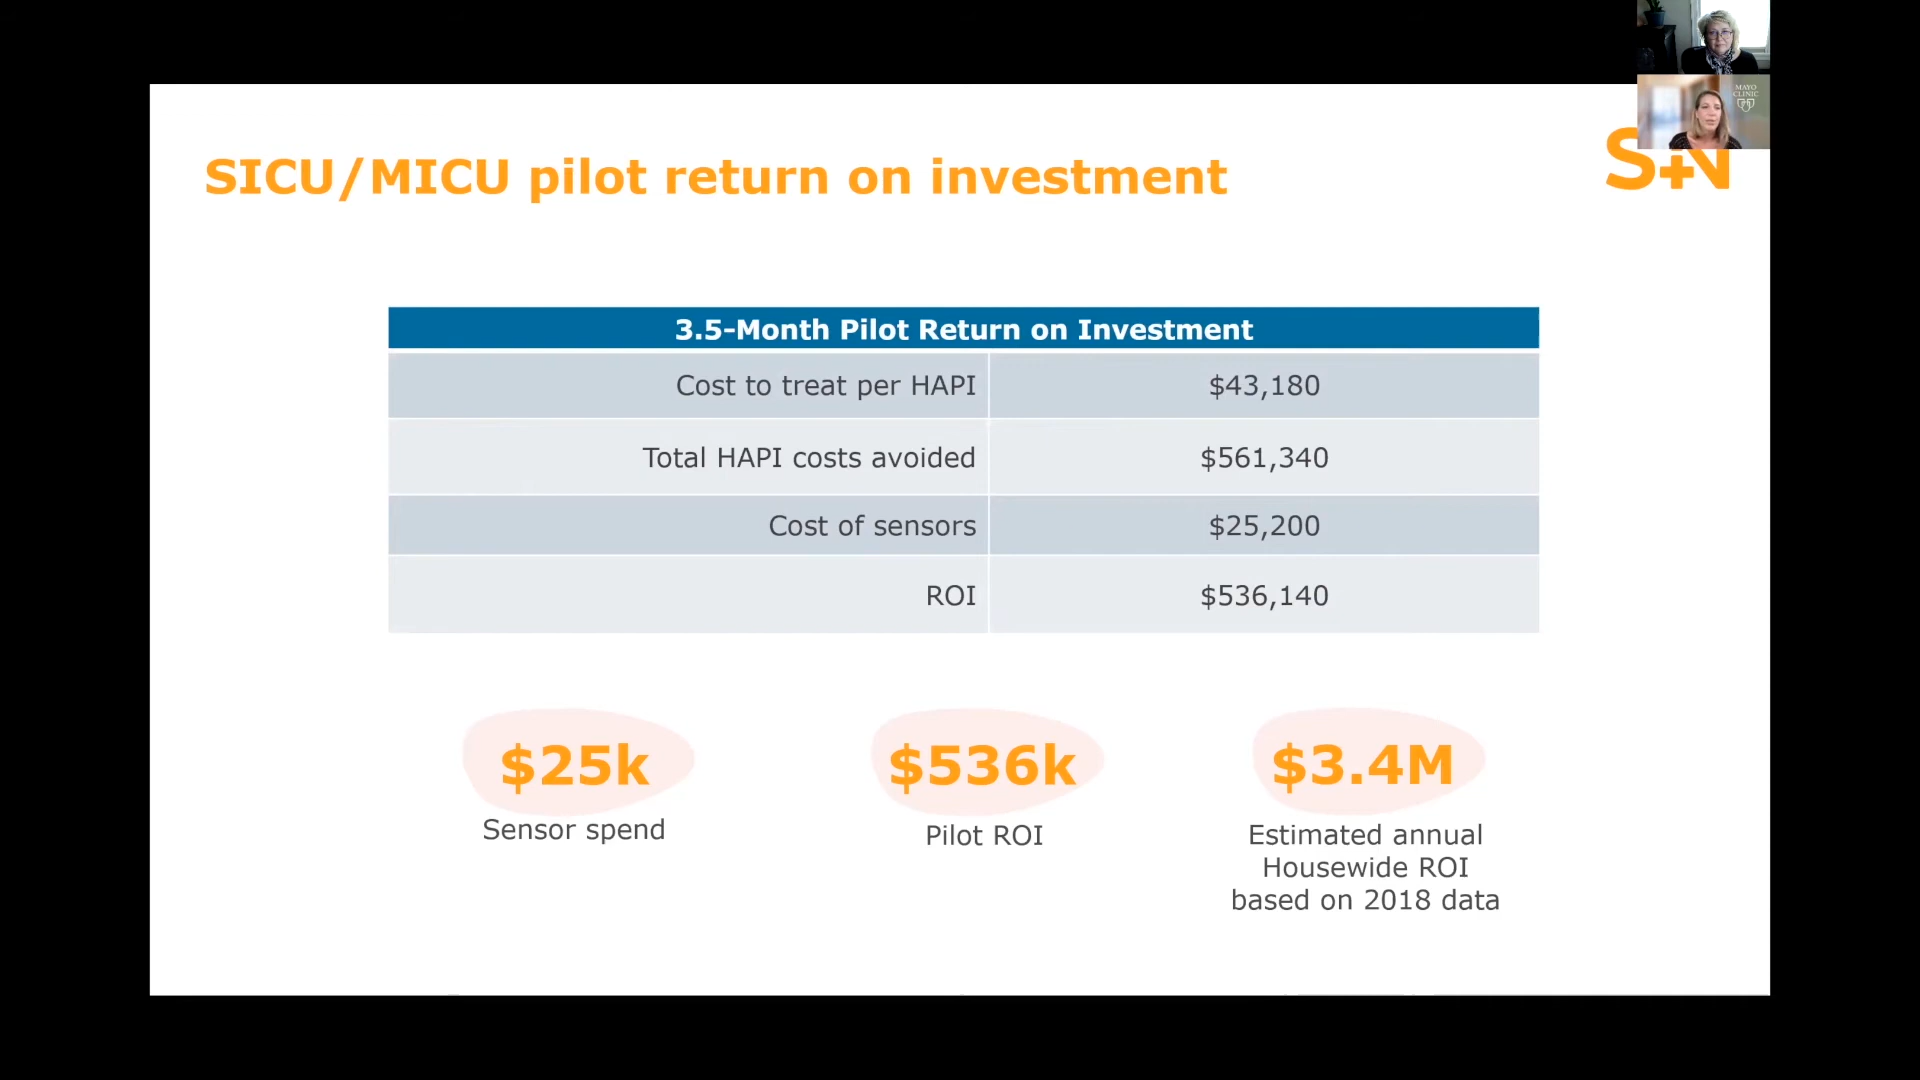 MAYO
CLINIC
S+N
SICU/MICU pilot return on investment
3.5-Month Pilot Return on Investment
Cost to treat per HAPI $43,180
Total HAPI costs avoided $561,340
Cost of sensors $25,200
ROI $536,140
$25k
Sensor spend
$536k
Pilot ROI
$3.4M
Estimated annual
Housewide ROI
based on 2018 data